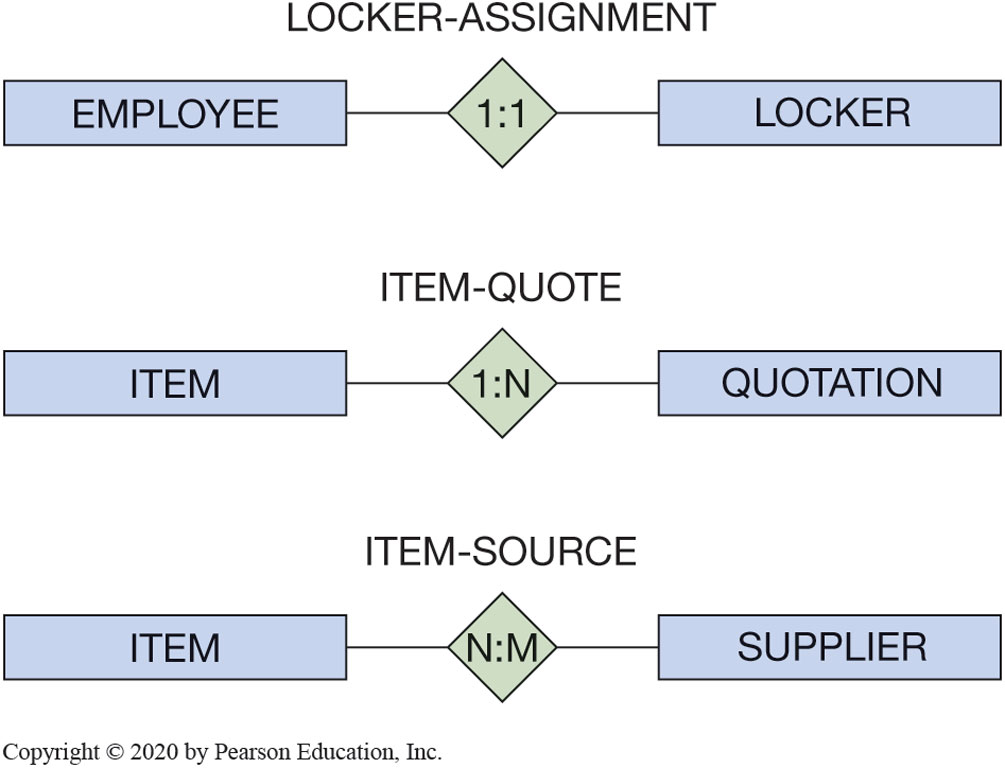 LOCKER-ASSIGNMENT
EMPLOYEE 1:1 LOCKER
ITEM-QUOTE
ITEM 1:N QUOTATION
ITEM-SOURCE
ITEM N:M SUPPLIER
Copyright © 2020 by Pearson Education, Inc.